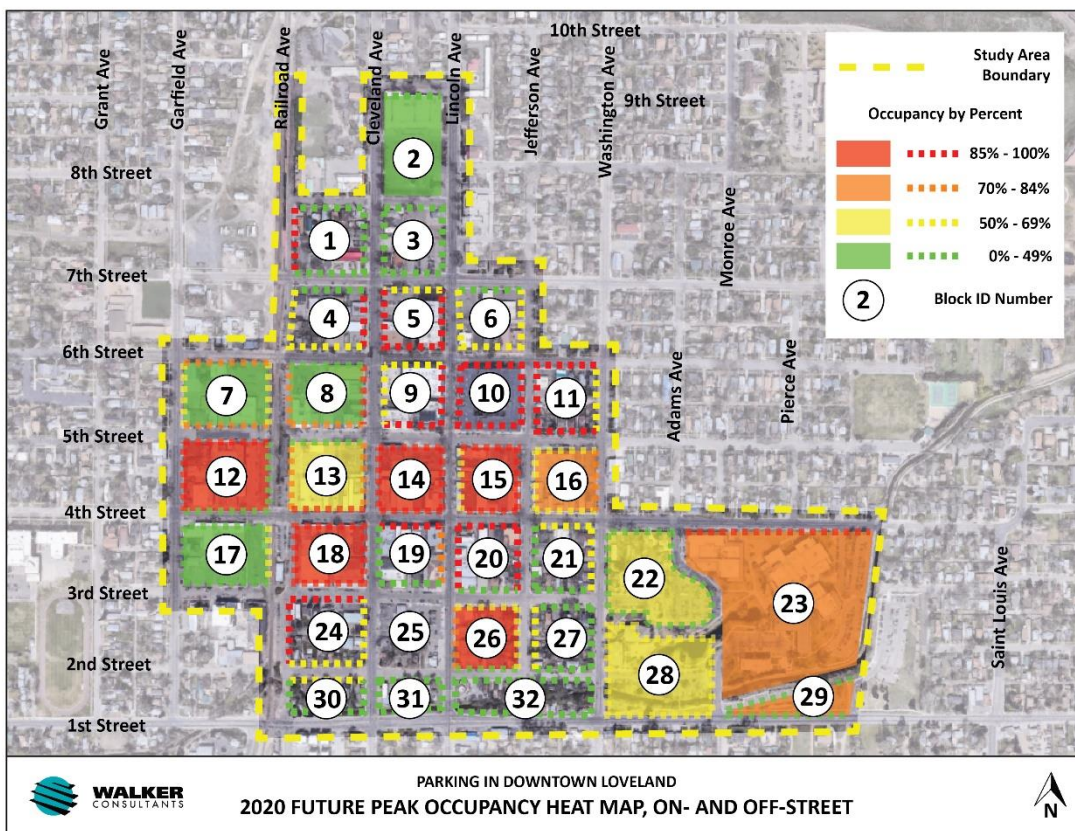 10th Street
Grant Ave
Garfield Ave
Railroad Ave
Cleveland Ave
Lincoln Ave
Jefferson Ave
Washington Ave
9th Street
8th Street
Monroe Ave
7th Street
6th Street
Adams Ave
Pierce Ave
5th Street
4th Street
3rd Street
2nd Street
1st Street
Saint Louis Ave
Study Area
Boundary
Occupancy by Percent
85% - 100%
70% - 84%
50% - 69%
0% - 49%
2
Block ID Number
2
1
3
4
5
6
7
8
9
10
11
12
13
14
15
16
17
18
19
20
21
22
23
24
25
26
27
28
29
30
31
32
WALKER
CONSULTANTS
PARKING IN DOWNTOWN LOVELAND
2020 FUTURE PEAK OCCUPANCY HEAT MAP, ON- AND OFF-STREET
N